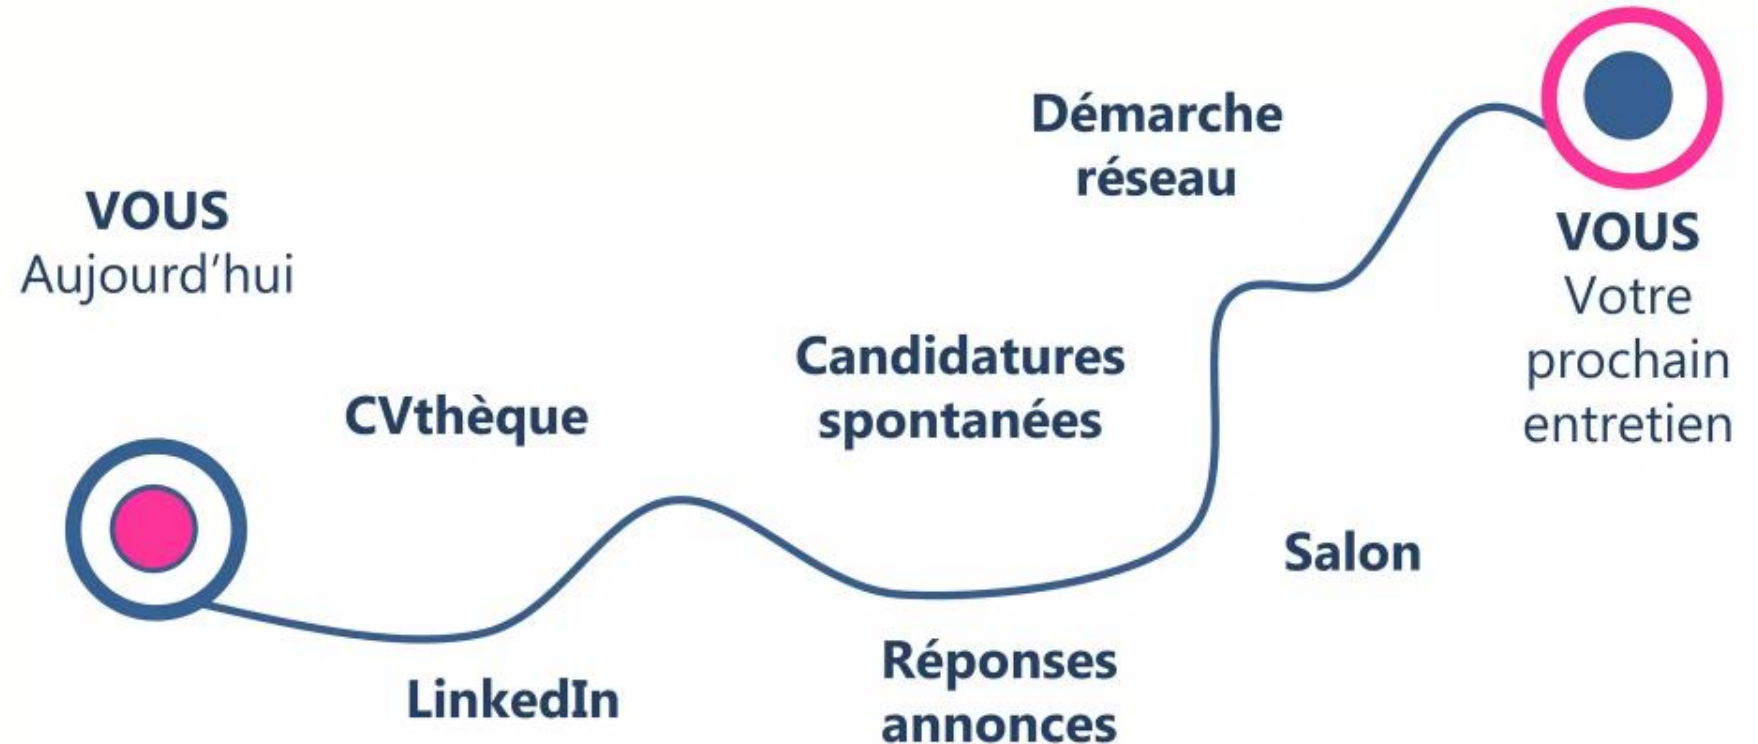 VOUS
Aujourd’hui
CVthèque
LinkedIn
Candidatures
spontanées
Réponses
annonces
Démarche
réseau
Salon
VOUS
Votre
prochain
entretien